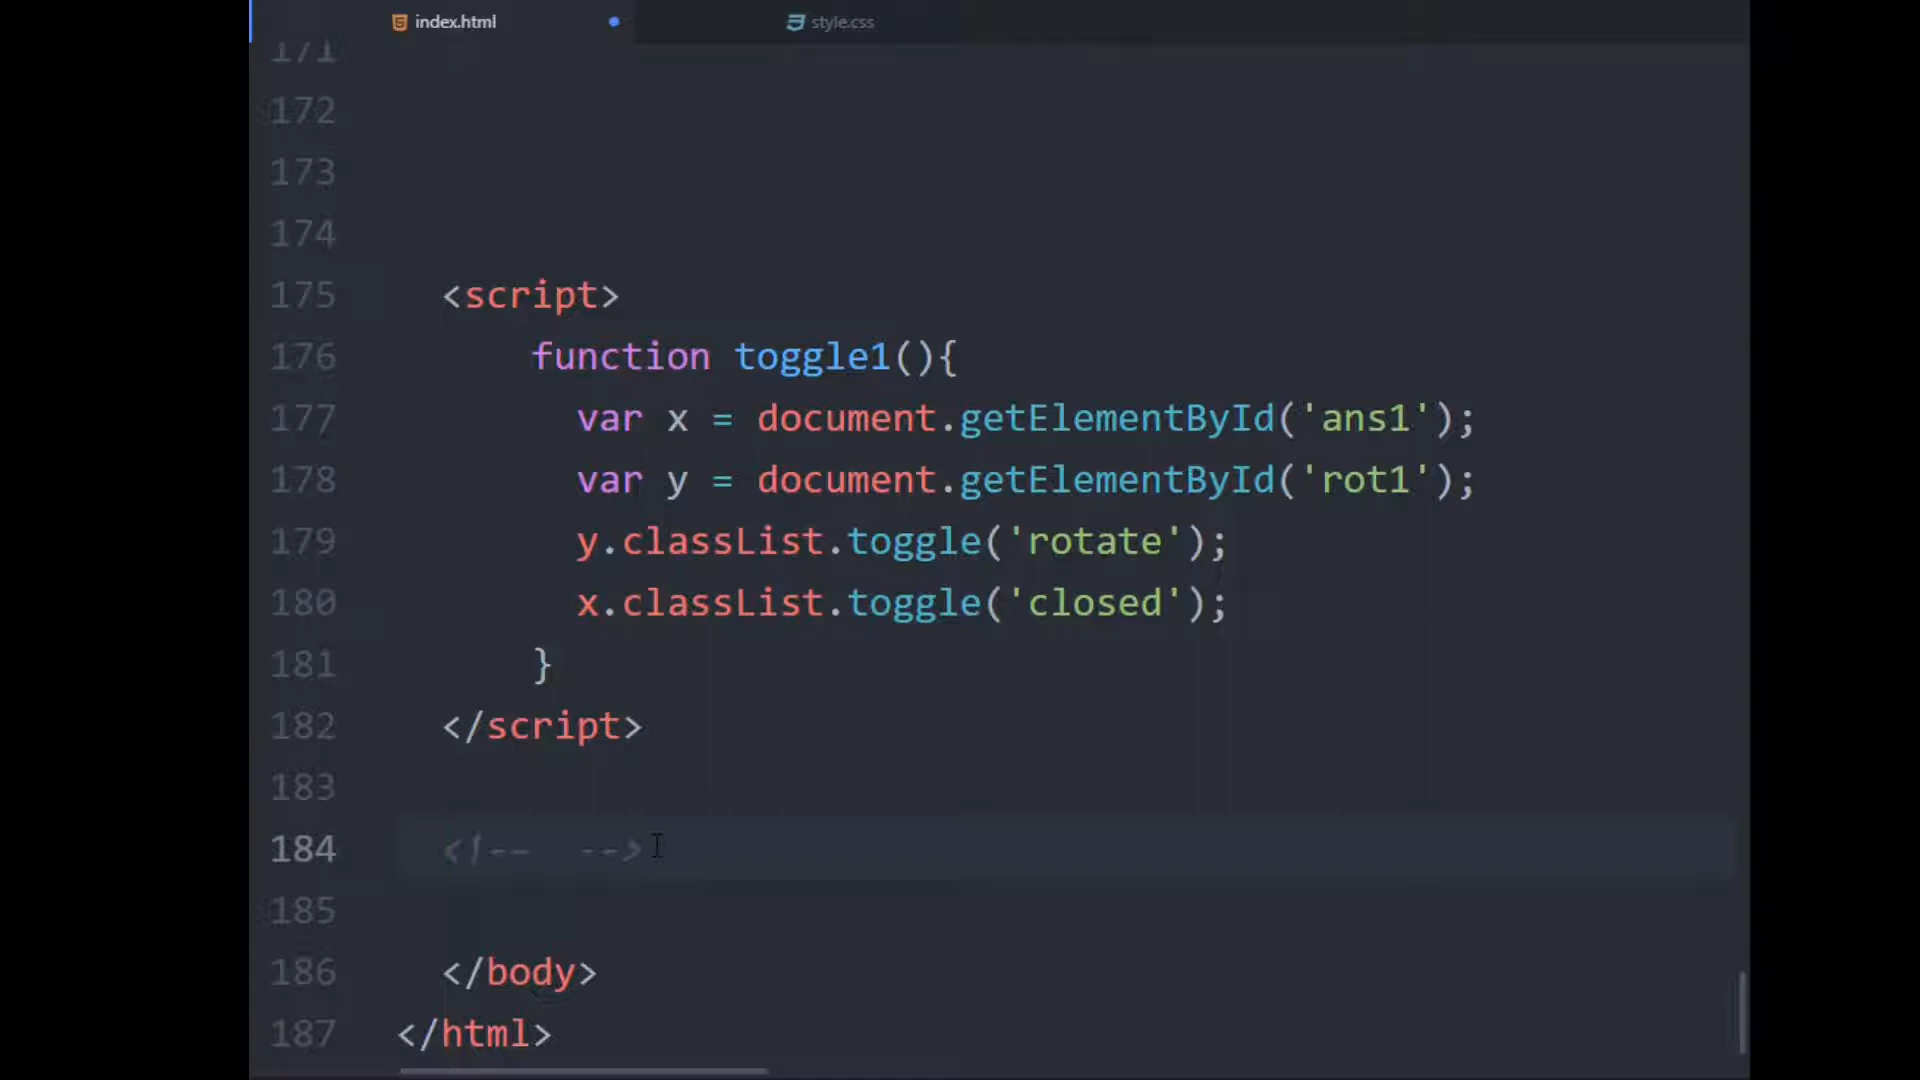 index.html style.css
171
172
173
174
175 <script>
176 function toggle1(){
177 var x = document.getElementById('ans1');
178 var y = document.getElementById('rot1');
179 y.classList.toggle('rotate');
180 x.classList.toggle('closed');
181 }
182 </script>
183
184 <!--  -->
185
186 </body>
187 </html>